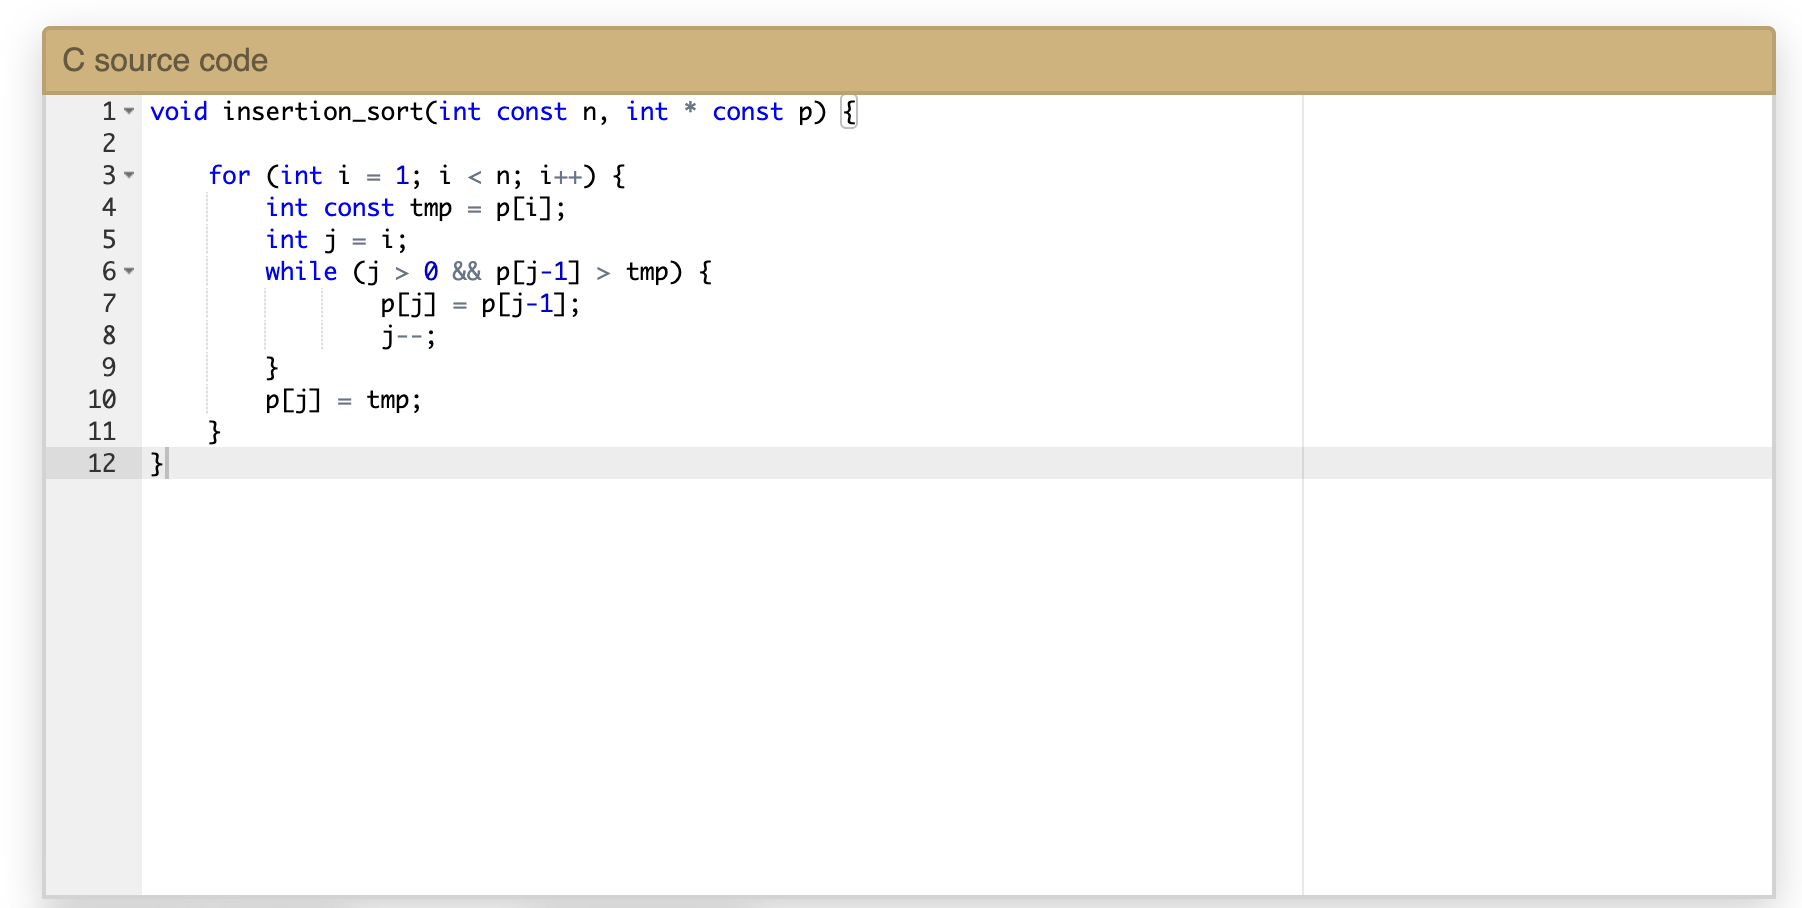 C source code
1 void insertion_sort(int const n, int * const p) {
2
3     for (int i = 1; i < n; i++) {
4         int const tmp = p[i];
5         int j = i;
6         while (j > 0 && p[j-1] > tmp) {
7                 p[j] = p[j-1];
8                 j--;
9         }
10         p[j] = tmp;
11     }
12 }